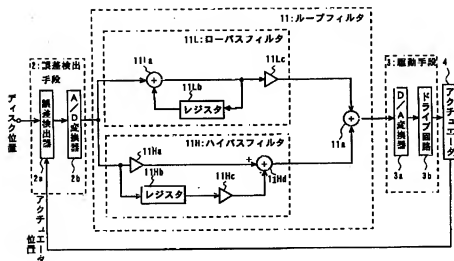 11:ループフィルタ
11L:ローパスフィルタ
11La
11Lc
11Lb
レジスタ
2:誤差検出手段
ディスク位置
誤差検出器
A/D変換器
2a
2b
アクチュエータ位置
11H:ハイパスフィルタ
11Ha
+
11Hd
11Hb
レジスタ
11Hc
11a
3:駆動手段
D/A変換器
ドライブ回路
3a
3b
4
アクチュエータ